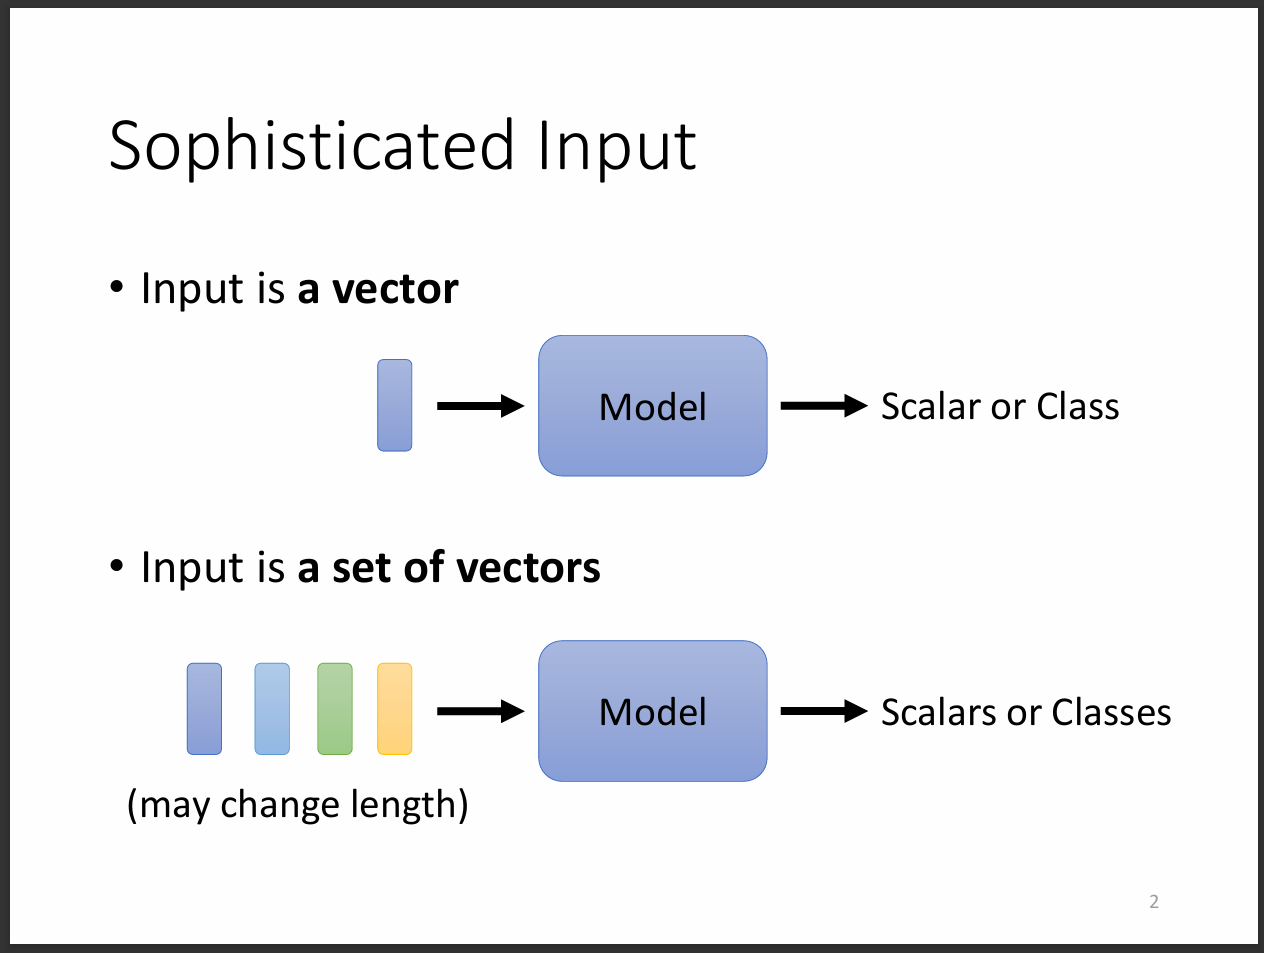 Sophisticated Input
• Input is a vector
Model
Scalar or Class
• Input is a set of vectors
Model
Scalars or Classes
(may change length)
2